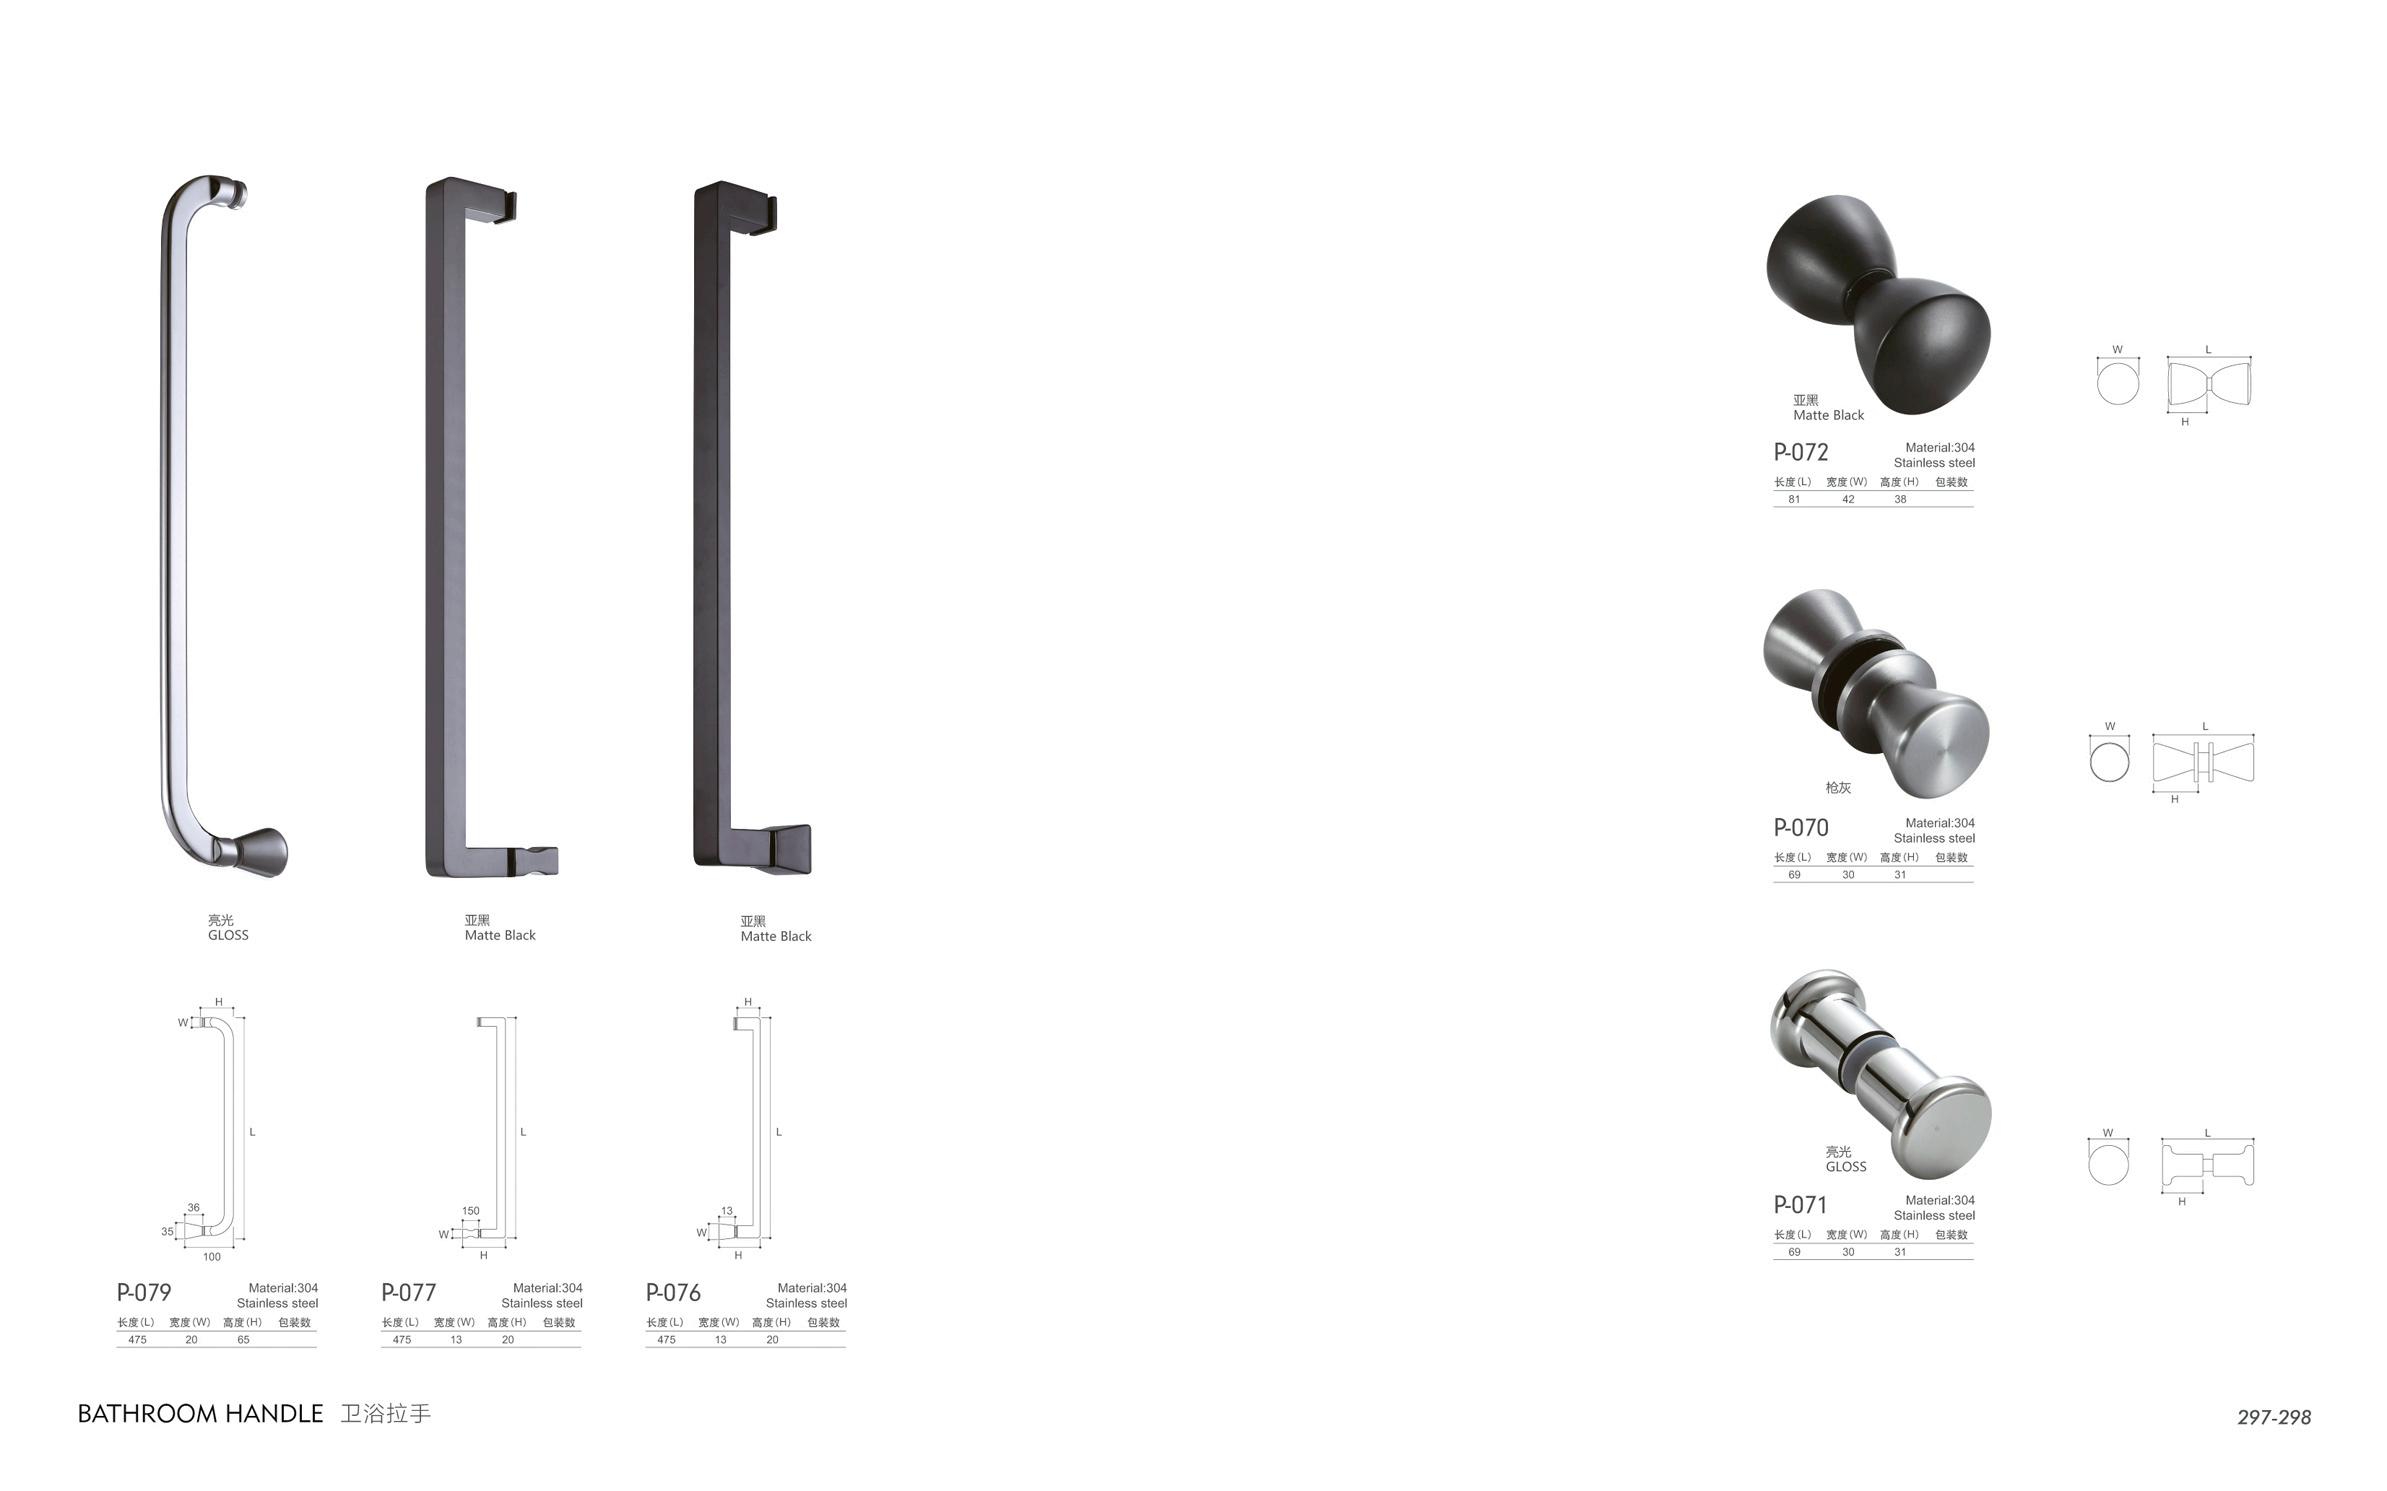 亮光
GLOSS
亚黑
Matte Black
亚黑
Matte Black
H
W
L
36
35
100
H
L
150
W
H
H
L
13
W
H
P-079
Material:304
Stainless steel
长度(L) 宽度(W) 高度(H) 包装数
475 20 65
P-077
Material:304
Stainless steel
长度(L) 宽度(W) 高度(H) 包装数
475 13 20
P-076
Material:304
Stainless steel
长度(L) 宽度(W) 高度(H) 包装数
475 13 20
亚黑
Matte Black
P-072
Material:304
Stainless steel
长度(L) 宽度(W) 高度(H) 包装数
81 42 38
W
L
H
枪灰
P-070
Material:304
Stainless steel
长度(L) 宽度(W) 高度(H) 包装数
69 30 31
W
L
H
亮光
GLOSS
P-071
Material:304
Stainless steel
长度(L) 宽度(W) 高度(H) 包装数
69 30 31
W
L
H
BATHROOM HANDLE 卫浴拉手
297-298